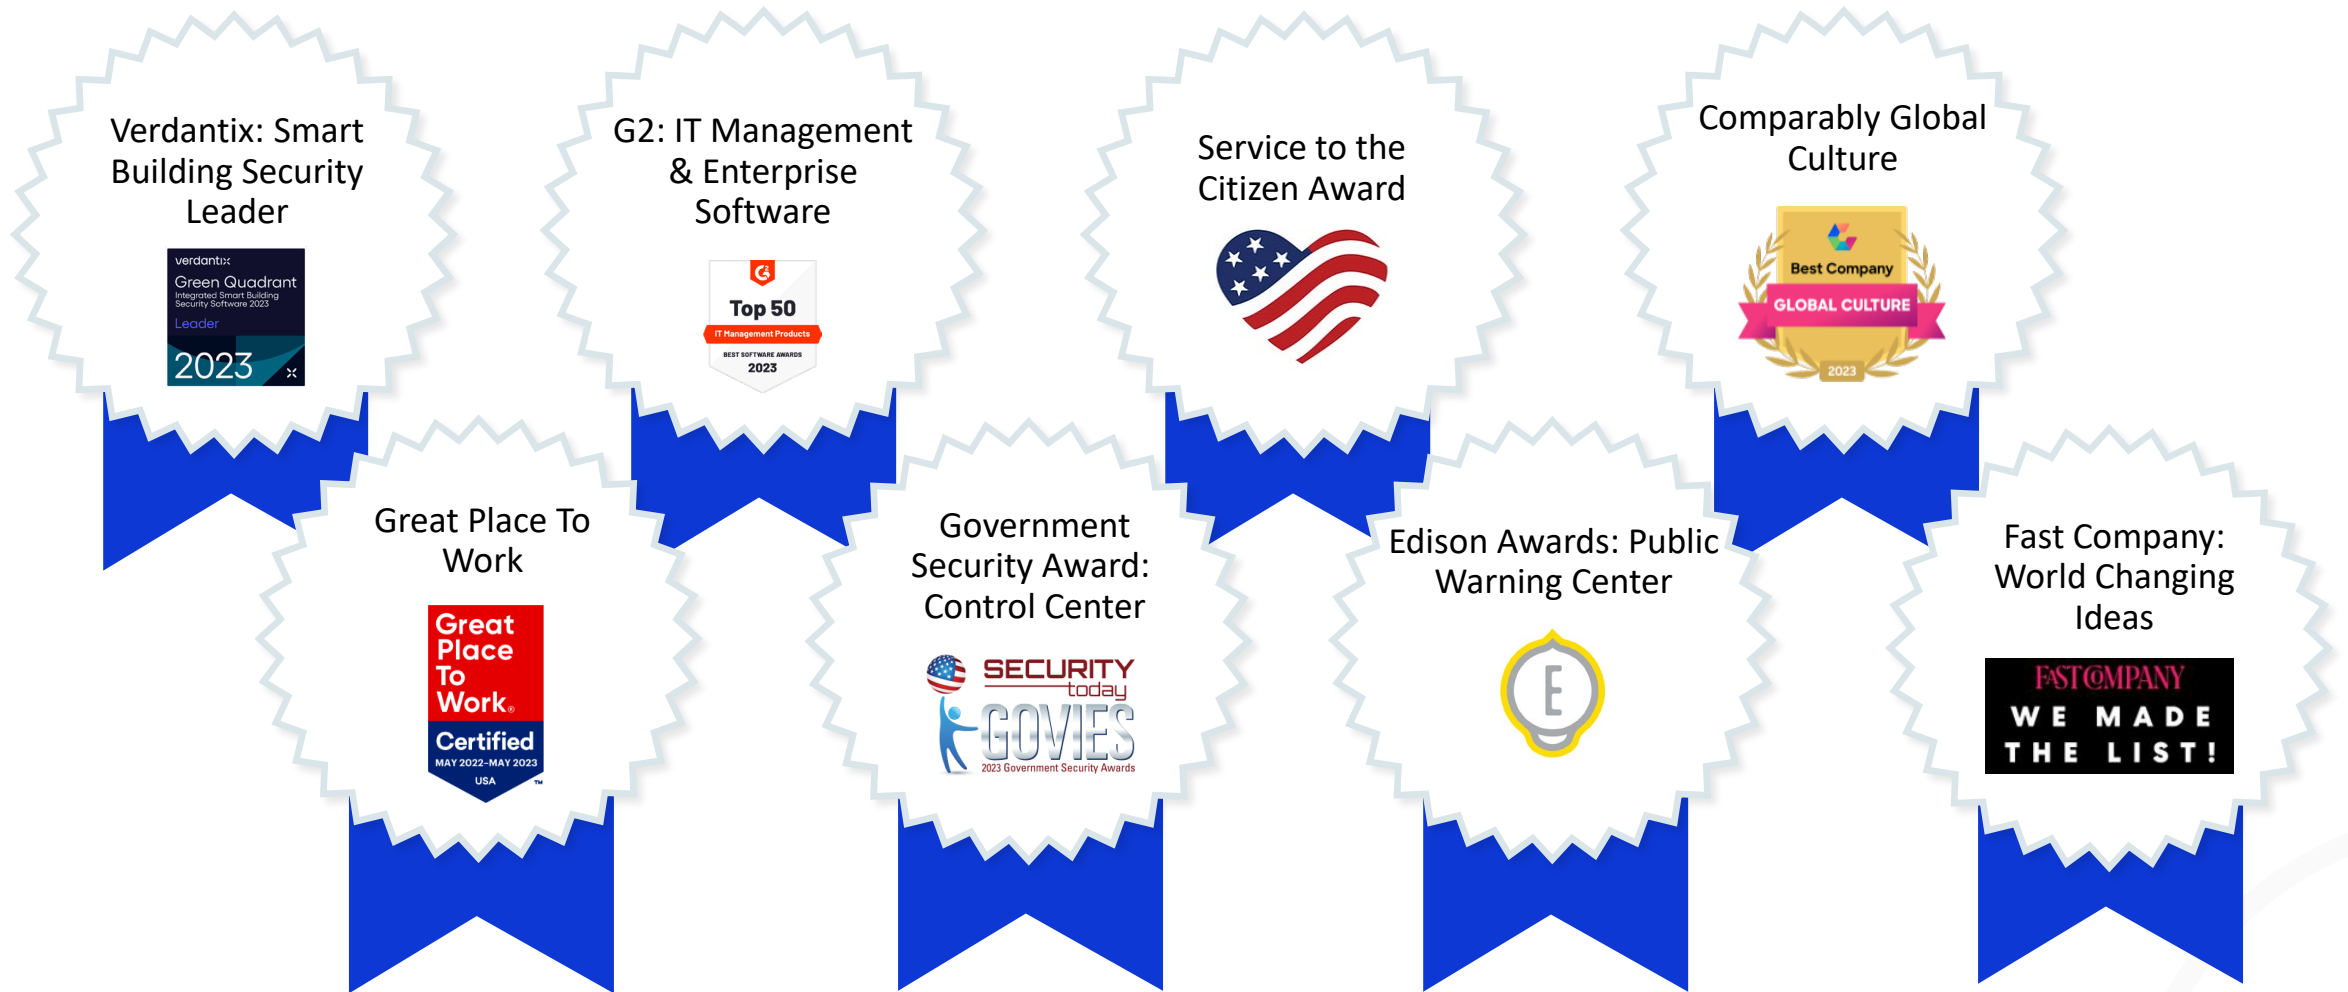 Verdantix: Smart
Building Security
Leader
verdantix
Green Quadrant
Integrated Smart Building
Security Software 2023
Leader
2023
G2: IT Management
& Enterprise
Software
G2
Top 50
IT Management Products
BEST SOFTWARE AWARDS
2023
Service to the
Citizen Award
Comparably Global
Culture
Best Company
GLOBAL CULTURE
2023
Great Place To
Work
Great
Place
To
Work®
Certified
MAY 2022-MAY 2023
USA
™
Government
Security Award:
Control Center
SECURITY
today
GOVIES
2023 Government Security Awards
Edison Awards: Public
Warning Center
E
Fast Company:
World Changing
Ideas
FAST COMPANY
WE MADE
THE LIST!